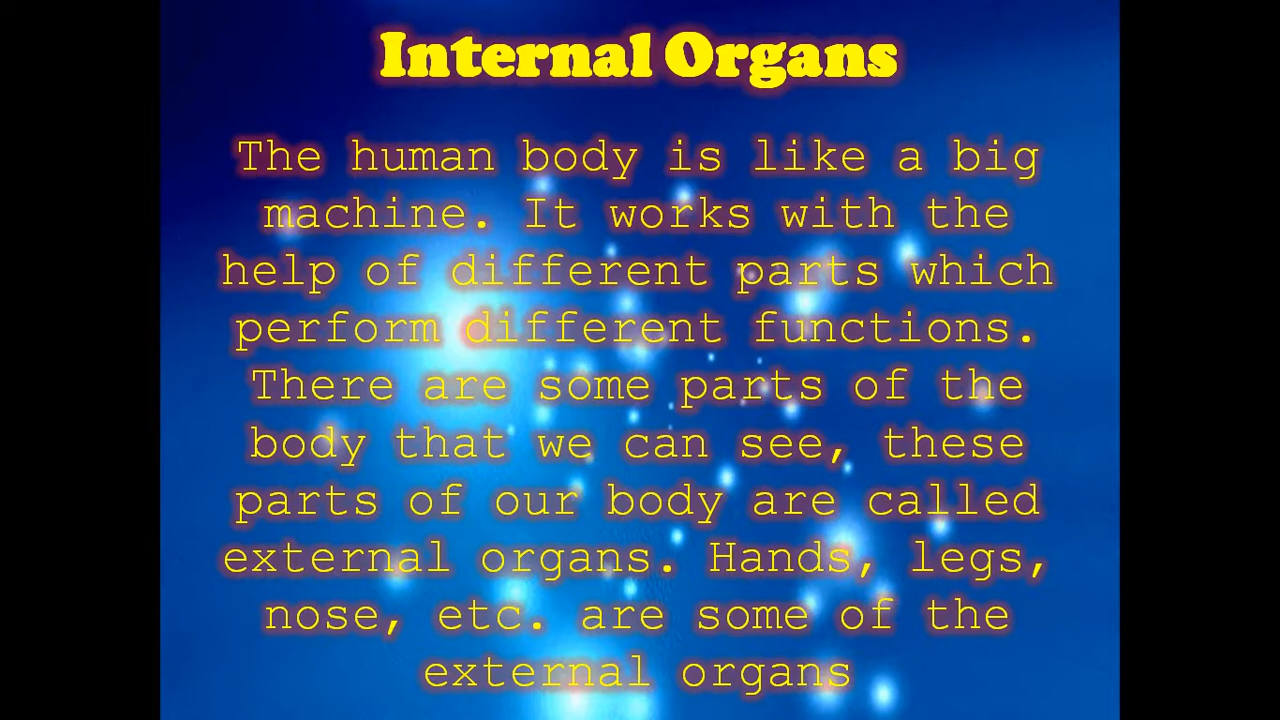 Internal Organs
The human body is like a big
machine. It works with the
help of different parts which
perform different functions.
There are some parts of the
body that we can see, these
parts of our body are called
external organs. Hands, legs,
nose, etc. are some of the
external organs